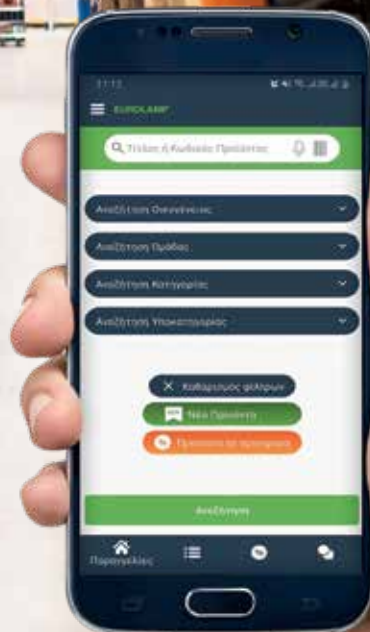 EUROLAMP
Τίτλος ή Κωδικός Προϊόντος
Αναζήτηση Οικογένειας
Αναζήτηση Ομάδας
Αναζήτηση Κατηγορίας
Αναζήτηση Υποκατηγορίας
Καθαρισμός φίλτρων
Νέα Προϊόντα
Προϊόντα σε προσφορά
Αναζήτηση
Παραγγελίες